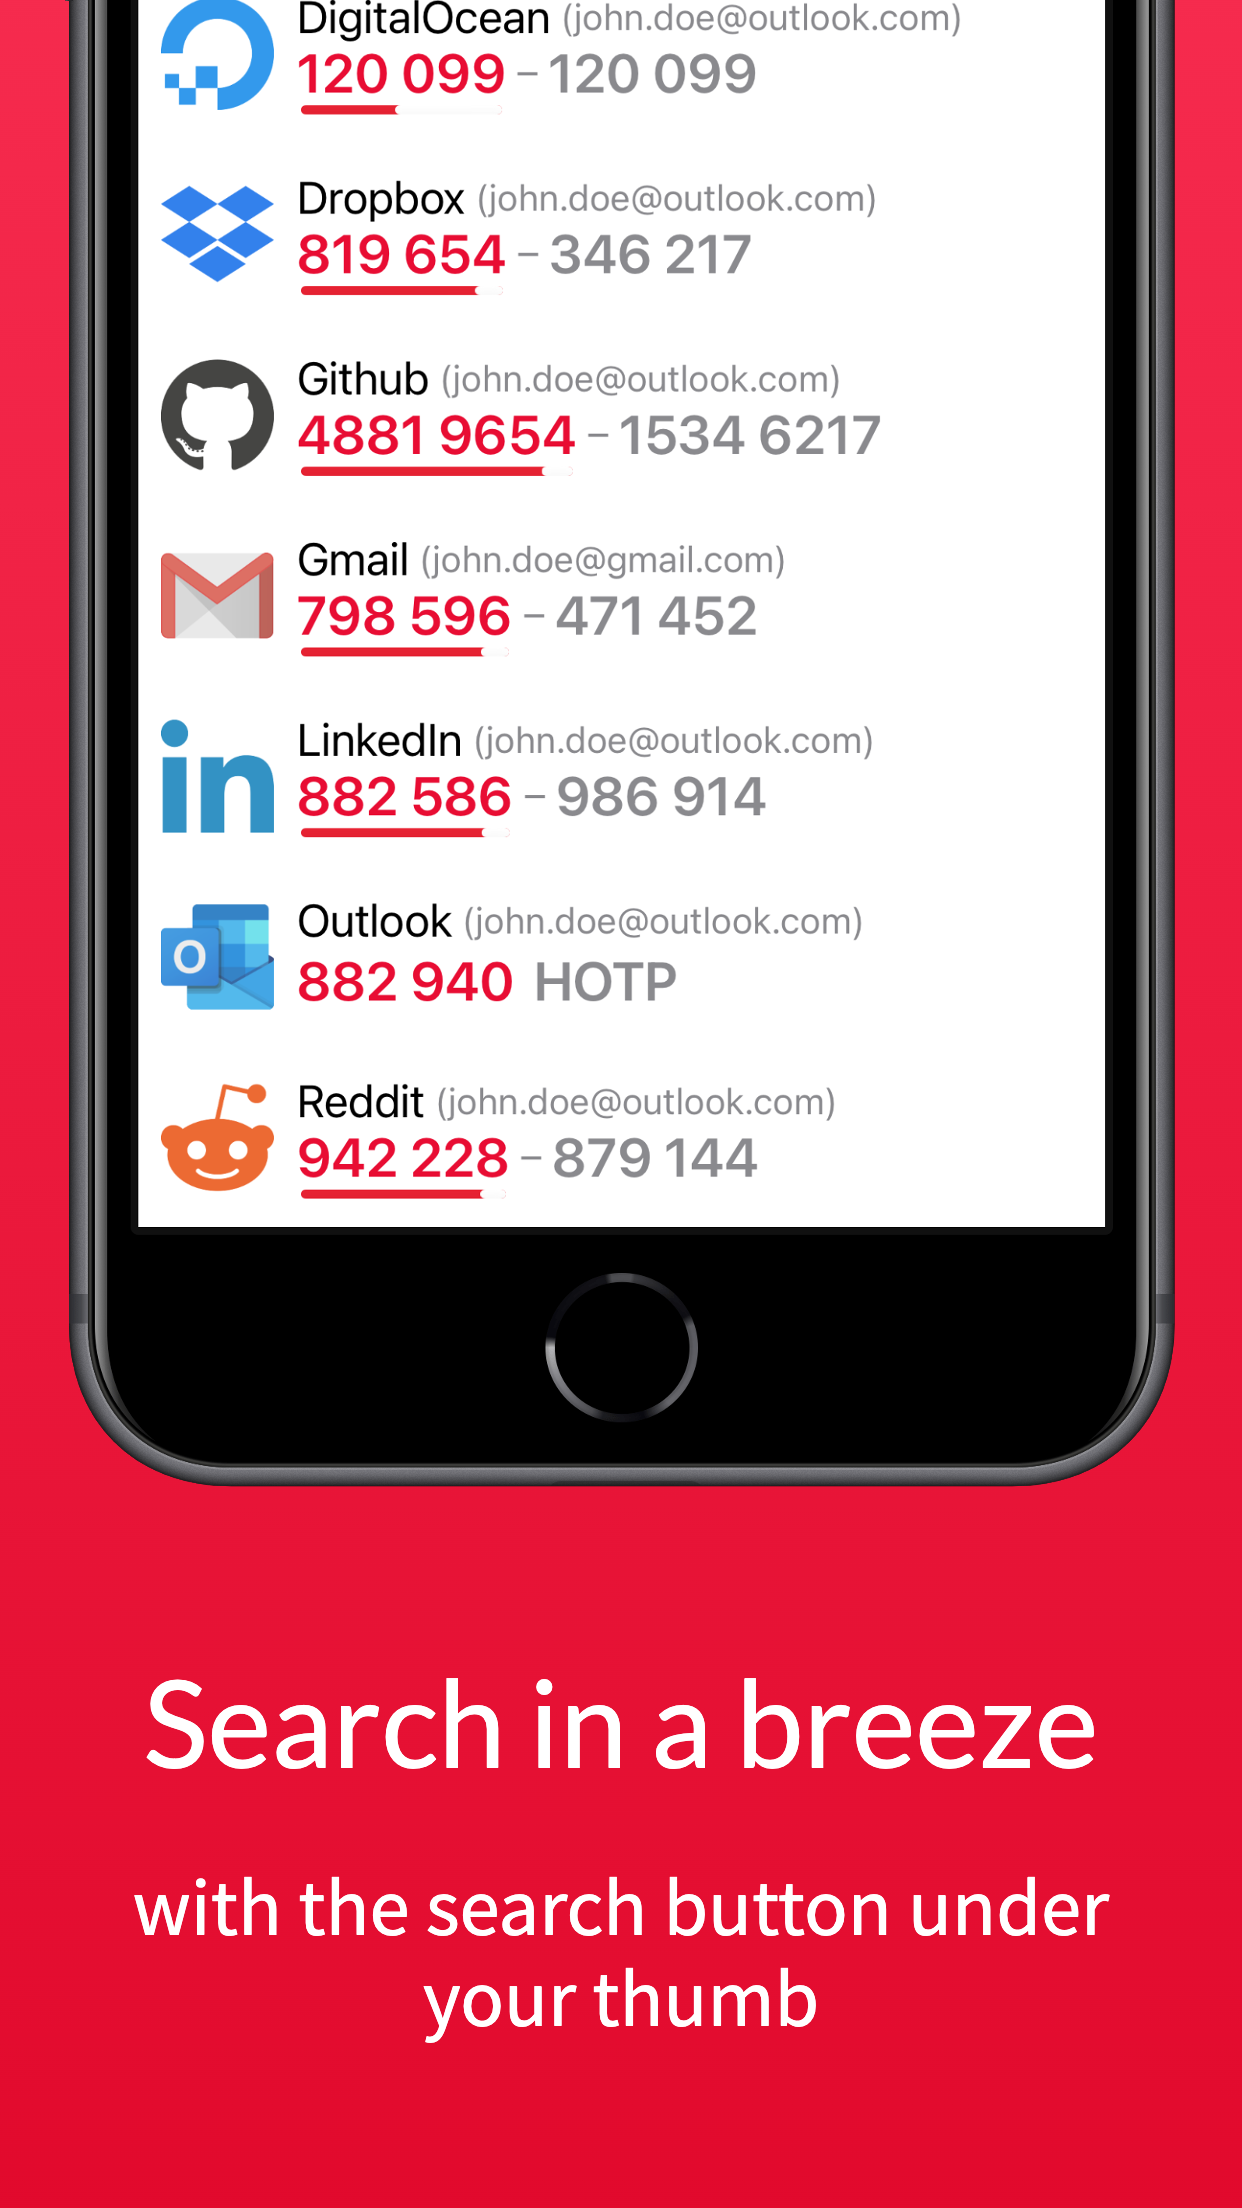 DigitalOcean (john.doe@outlook.com)
120 099 – 120 099
Dropbox (john.doe@outlook.com)
819 654 – 346 217
Github (john.doe@outlook.com)
4881 9654 – 1534 6217
Gmail (john.doe@gmail.com)
798 596 – 471 452
LinkedIn (john.doe@outlook.com)
882 586 – 986 914
Outlook (john.doe@outlook.com)
882 940 HOTP
Reddit (john.doe@outlook.com)
942 228 – 879 144
Search in a breeze
with the search button under
your thumb